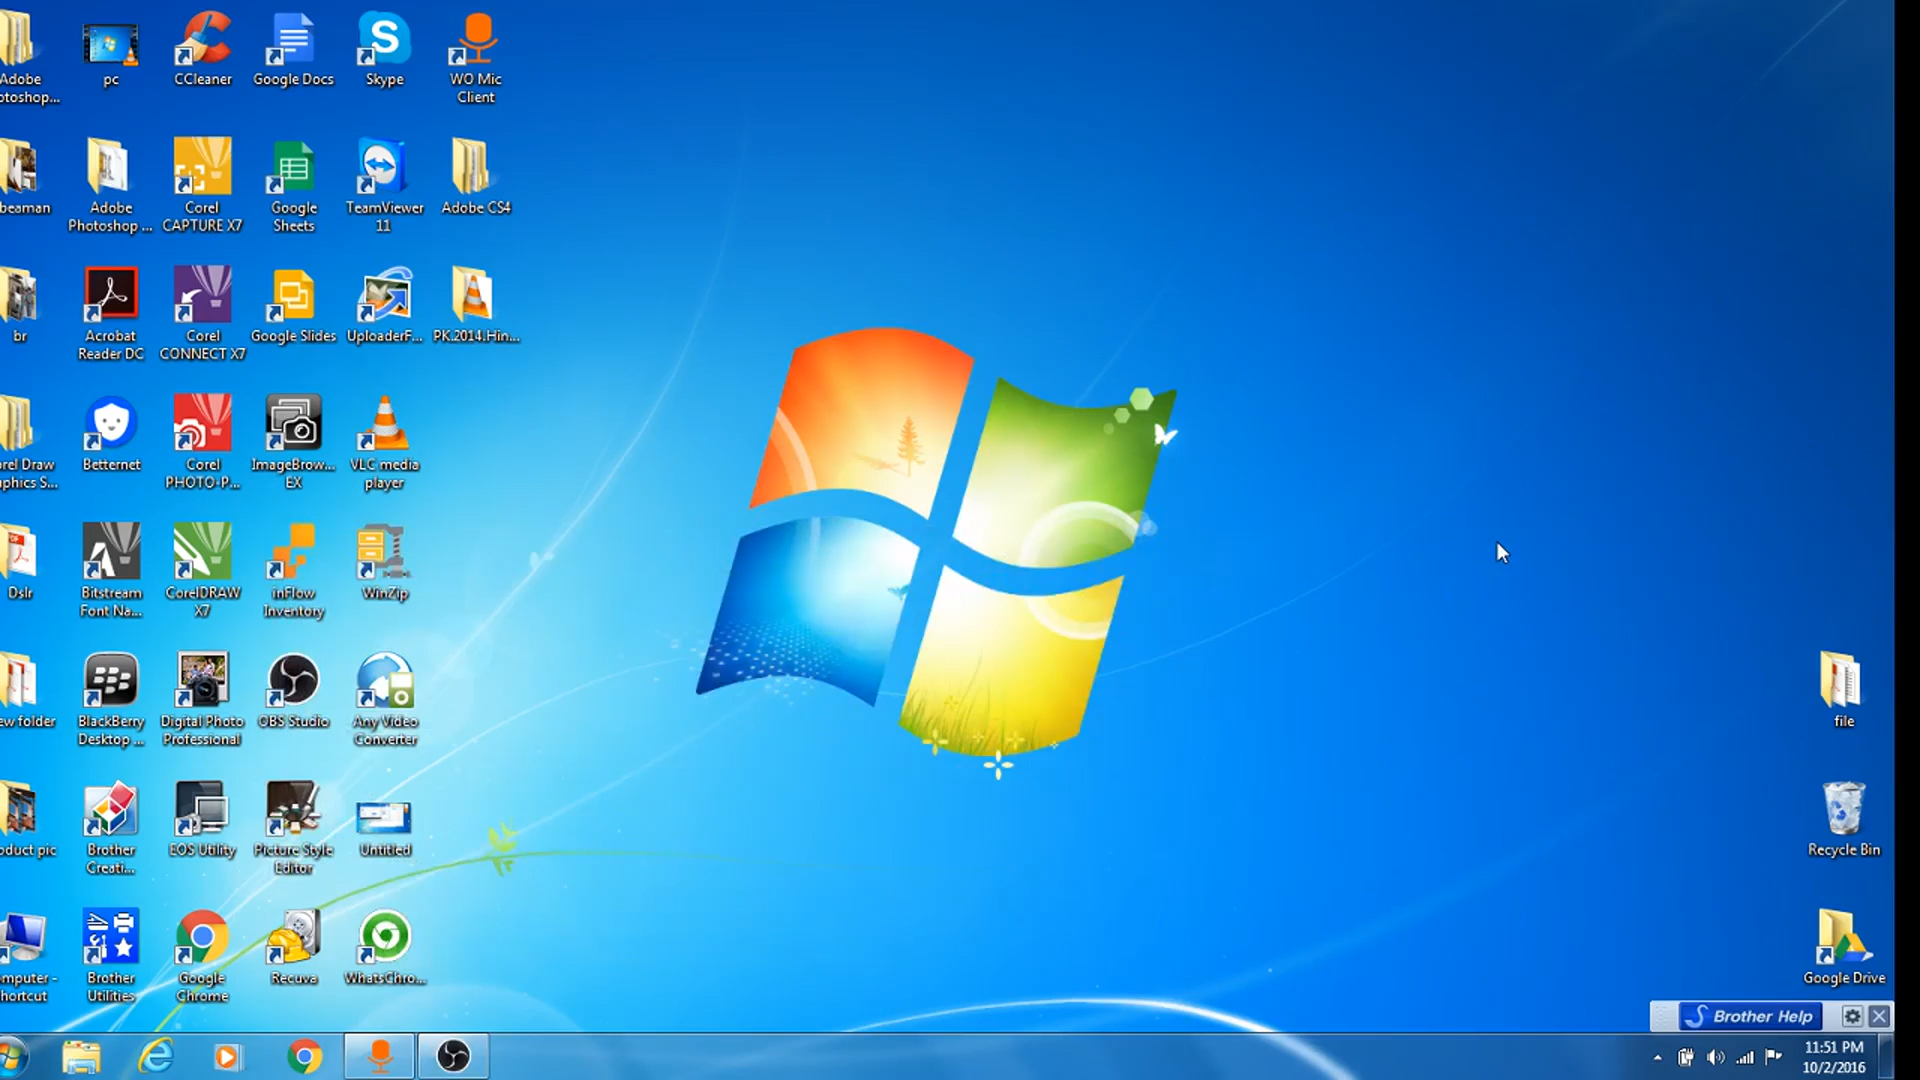 Adobe
otoshop...
pc
CCleaner
Google Docs
Skype
WO Mic
Client
beaman
Adobe
Photoshop ...
Corel
CAPTURE X7
Google
Sheets
TeamViewer
11
Adobe CS4
br
Acrobat
Reader DC
Corel
CONNECT X7
Google Slides
UploaderF...
PK.2014.Hin...
orel Draw
aphics S...
Betternet
Corel
PHOTO-P...
ImageBrow...
EX
VLC media
player
Dslr
Bitstream
Font Na...
CorelDRAW
X7
inFlow
Inventory
WinZip
ew folder
BlackBerry
Desktop ...
Digital Photo
Professional
OBS Studio
Any Video
Converter
file
oduct pic
Brother
Creati...
EOS Utility
Picture Style
Editor
Untitled
Recycle Bin
omputer -
hortcut
Brother
Utilities
Google
Chrome
Recuva
WhatsChro...
Google Drive
Brother Help
11:51 PM
10/2/2016